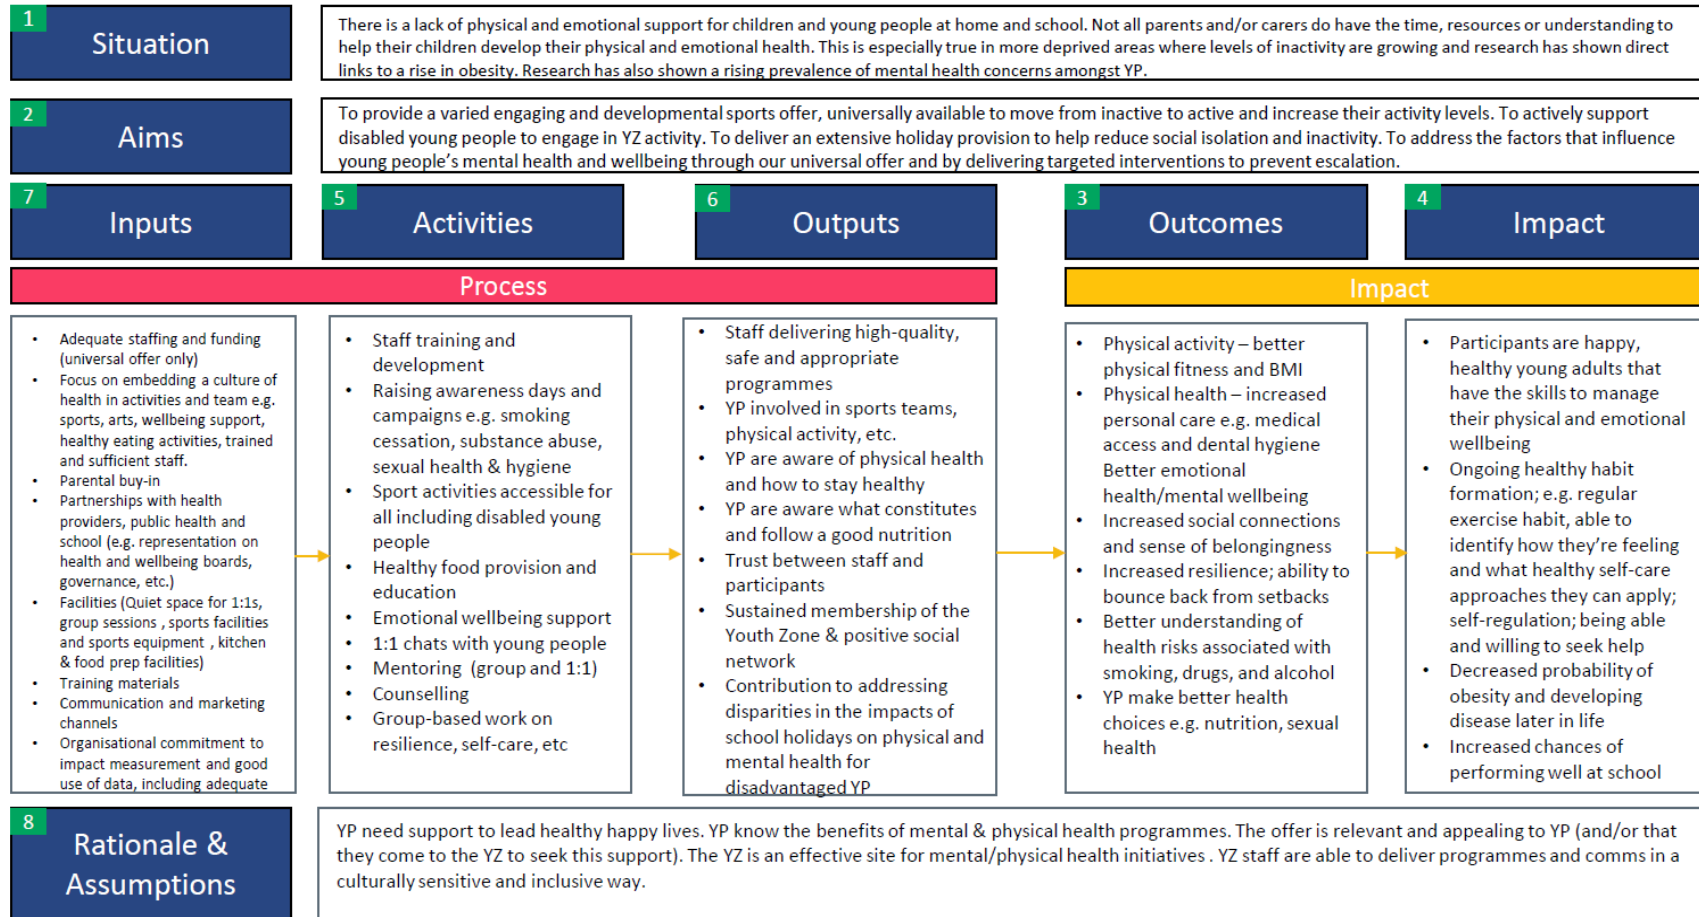 1
Situation
There is a lack of physical and emotional support for children and young people at home and school. Not all parents and/or carers do have the time, resources or understanding to
help their children develop their physical and emotional health. This is especially true in more deprived areas where levels of inactivity are growing and research has shown direct
links to a rise in obesity. Research has also shown a rising prevalence of mental health concerns amongst YP.
2
Aims
To provide a varied engaging and developmental sports offer, universally available to move from inactive to active and increase their activity levels. To actively support
disabled young people to engage in YZ activity. To deliver an extensive holiday provision to help reduce social isolation and inactivity. To address the factors that influence
young people's mental health and wellbeing through our universal offer and by delivering targeted interventions to prevent escalation.
7
Inputs
5
Activities
6
Outputs
3
Outcomes
4
Impact
Process
Impact
• Adequate staffing and funding
(universal offer only)
• Focus on embedding a culture of
health in activities and team e.g.
sports, arts, wellbeing support,
healthy eating activities, trained
and sufficient staff.
• Parental buy-in
• Partnerships with health
providers, public health and
school (e.g. representation on
health and wellbeing boards,
governance, etc.)
• Facilities (Quiet space for 1:1s,
group sessions , sports facilities
and sports equipment , kitchen
& food prep facilities)
• Training materials
• Communication and marketing
channels
• Organisational commitment to
impact measurement and good
use of data, including adequate
• Staff training and
development
• Raising awareness days and
campaigns e.g. smoking
cessation, substance abuse,
sexual health & hygiene
• Sport activities accessible for
all including disabled young
people
• Healthy food provision and
education
• Emotional wellbeing support
• 1:1 chats with young people
• Mentoring (group and 1:1)
• Counselling
• Group-based work on
resilience, self-care, etc
• Staff delivering high-quality,
safe and appropriate
programmes
• YP involved in sports teams,
physical activity, etc.
• YP are aware of physical health
and how to stay healthy
• YP are aware what constitutes
and follow a good nutrition
• Trust between staff and
participants
• Sustained membership of the
Youth Zone & positive social
network
• Contribution to addressing
disparities in the impacts of
school holidays on physical and
mental health for
disadvantaged YP
• Physical activity – better
physical fitness and BMI
• Physical health – increased
personal care e.g. medical
access and dental hygiene
Better emotional
health/mental wellbeing
• Increased social connections
and sense of belongingness
• Increased resilience; ability to
bounce back from setbacks
• Better understanding of
health risks associated with
smoking, drugs, and alcohol
• YP make better health
choices e.g. nutrition, sexual
health
• Participants are happy,
healthy young adults that
have the skills to manage
their physical and emotional
wellbeing
• Ongoing healthy habit
formation; e.g. regular
exercise habit, able to
identify how they're feeling
and what healthy self-care
approaches they can apply;
self-regulation; being able
and willing to seek help
• Decreased probability of
obesity and developing
disease later in life
• Increased chances of
performing well at school
8
Rationale &
Assumptions
YP need support to lead healthy happy lives. YP know the benefits of mental & physical health programmes. The offer is relevant and appealing to YP (and/or that
they come to the YZ to seek this support). The YZ is an effective site for mental/physical health initiatives . YZ staff are able to deliver programmes and comms in a
culturally sensitive and inclusive way.